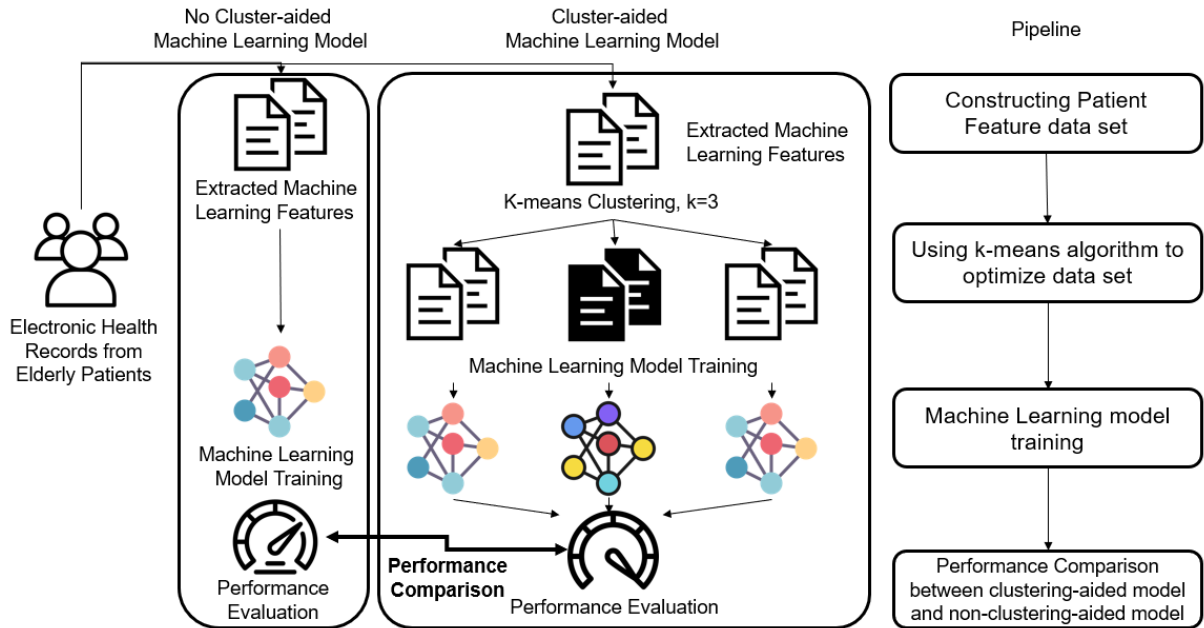 No Cluster-aided
Machine Learning Model
Cluster-aided
Machine Learning Model
Pipeline
Electronic Health
Records from
Elderly Patients
Extracted Machine
Learning Features
Machine Learning
Model Training
Performance
Evaluation
Extracted Machine
Learning Features
K-means Clustering, k=3
Machine Learning Model Training
Performance
Comparison
Performance Evaluation
Constructing Patient
Feature data set
Using k-means algorithm to
optimize data set
Machine Learning model
training
Performance Comparison
between clustering-aided model
and non-clustering-aided model